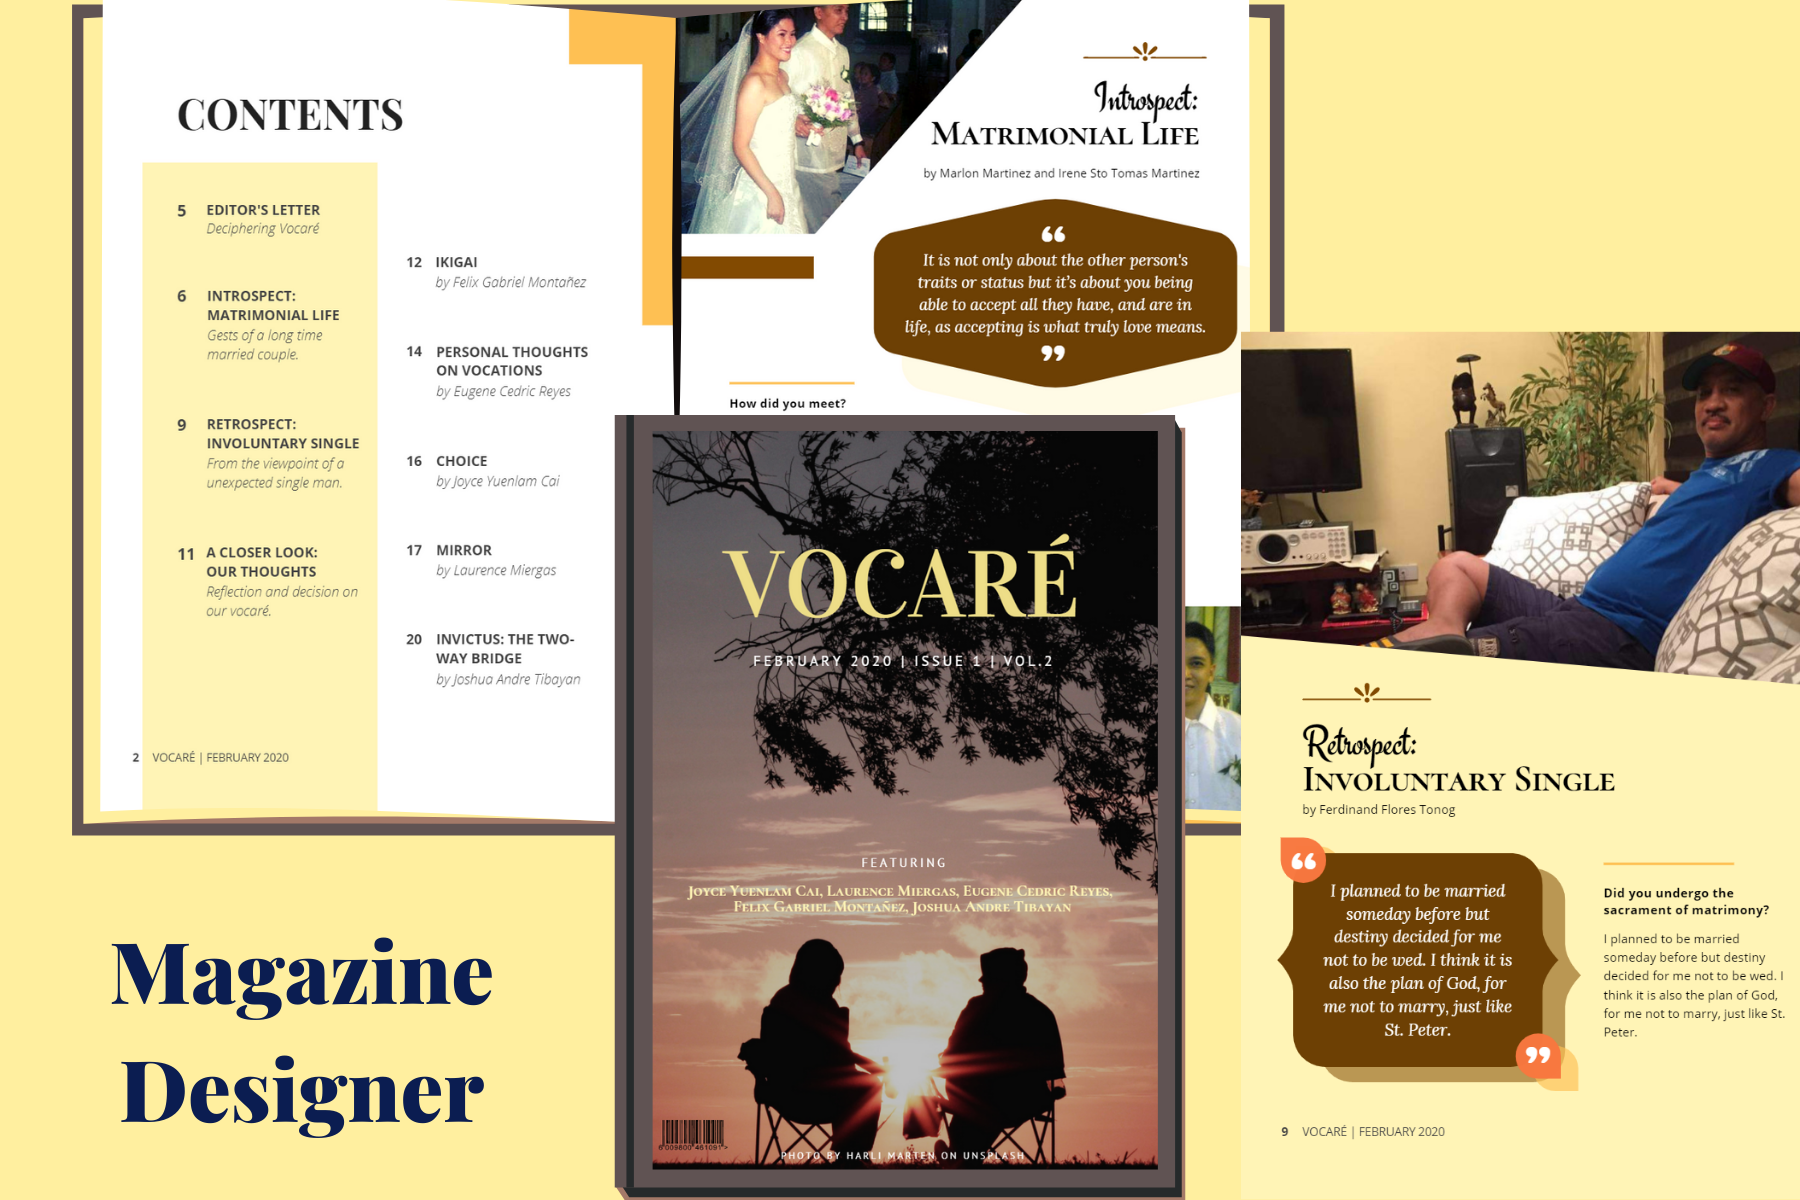 CONTENTS
5 EDITOR'S LETTER
Deciphering Vocaré
6 INTROSPECT:
MATRIMONIAL LIFE
Gests of a long time
married couple.
9 RETROSPECT:
INVOLUNTARY SINGLE
From the viewpoint of a
unexpected single man.
11 A CLOSER LOOK:
OUR THOUGHTS
Reflection and decision on
our vocaré.
12 IKIGAI
by Felix Gabriel Montañez
14 PERSONAL THOUGHTS
ON VOCATIONS
by Eugene Cedric Reyes
16 CHOICE
by Joyce Yuenlam Cai
17 MIRROR
by Laurence Miergas
20 INVICTUS: THE TWO-
WAY BRIDGE
by Joshua Andre Tibayan
2 VOCARÉ | FEBRUARY 2020
Introspect:
MATRIMONIAL LIFE
by Marlon Martinez and Irene Sto Tomas Martinez
“
It is not only about the other person's
traits or status but it’s about you being
able to accept all they have, and are in
life, as accepting is what truly love means.
”
How did you meet?
VOCARÉ
FEBRUARY 2020 | ISSUE 1 | VOL.2
FEATURING
JOYCE YUENLAM CAI, LAURENCE MIERGAS, EUGENE CEDRIC REYES,
FELIX GABRIEL MONTAÑEZ, JOSHUA ANDRE TIBAYAN
PHOTO BY HARLI MARTEN ON UNSPLASH
Retrospect:
INVOLUNTARY SINGLE
by Ferdinand Flores Tonog
“
I planned to be married
someday before but
destiny decided for me
not to be wed. I think it is
also the plan of God, for
me not to marry, just like
St. Peter.
”
Did you undergo the
sacrament of matrimony?
I planned to be married
someday before but destiny
decided for me not to be wed. I
think it is also the plan of God,
for me not to marry, just like St.
Peter.
9 VOCARÉ | FEBRUARY 2020
Magazine
Designer